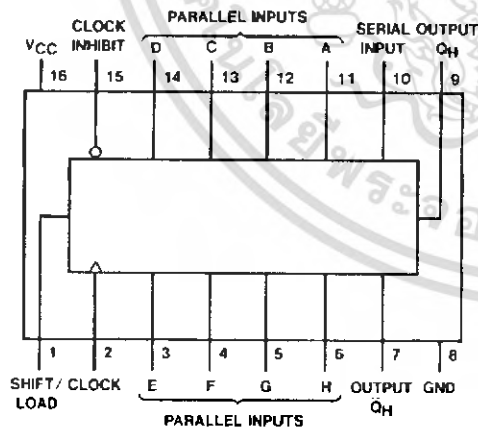 PARALLEL INPUTS
CLOCK INHIBIT
SERIAL INPUT
OUTPUT QH
VCC
D C B A
16 15 14 13 12 11 10 9
1 2 3 4 5 6 7 8
SHIFT/ LOAD
CLOCK
E F G H
OUTPUT Q̄H
GND
PARALLEL INPUTS